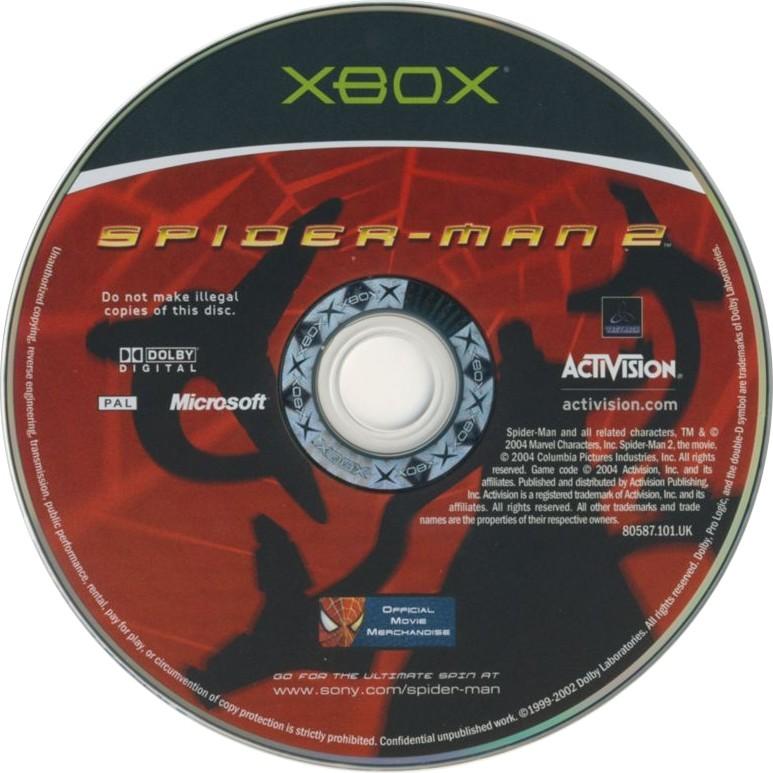 XBOX
SPIDER-MAN 2™
Do not make illegal
copies of this disc.
DOLBY
DIGITAL
PAL
Microsoft®
XBOX
TREYARCH
ACTIVISION®
activision.com
Spider-Man and all related characters, TM & ©
2004 Marvel Characters, Inc. Spider-Man 2, the movie,
© 2004 Columbia Pictures Industries, Inc. All rights
reserved. Game code © 2004 Activision, Inc. and its
affiliates. Published and distributed by Activision Publishing,
Inc. Activision is a registered trademark of Activision, Inc. and its
affiliates. All rights reserved. All other trademarks and trade
names are the properties of their respective owners.
80587.101.UK
OFFICIAL
MOVIE
MERCHANDISE
GO FOR THE ULTIMATE SPIN AT
www.sony.com/spider-man
Unauthorized copying, reverse engineering, transmission, public performance, rental, pay for play, or circumvention of copy protection is strictly prohibited. Confidential unpublished work. ©1999-2002 Dolby Laboratories. All rights reserved. Dolby, Pro Logic, and the double-D symbol are trademarks of Dolby Laboratories.